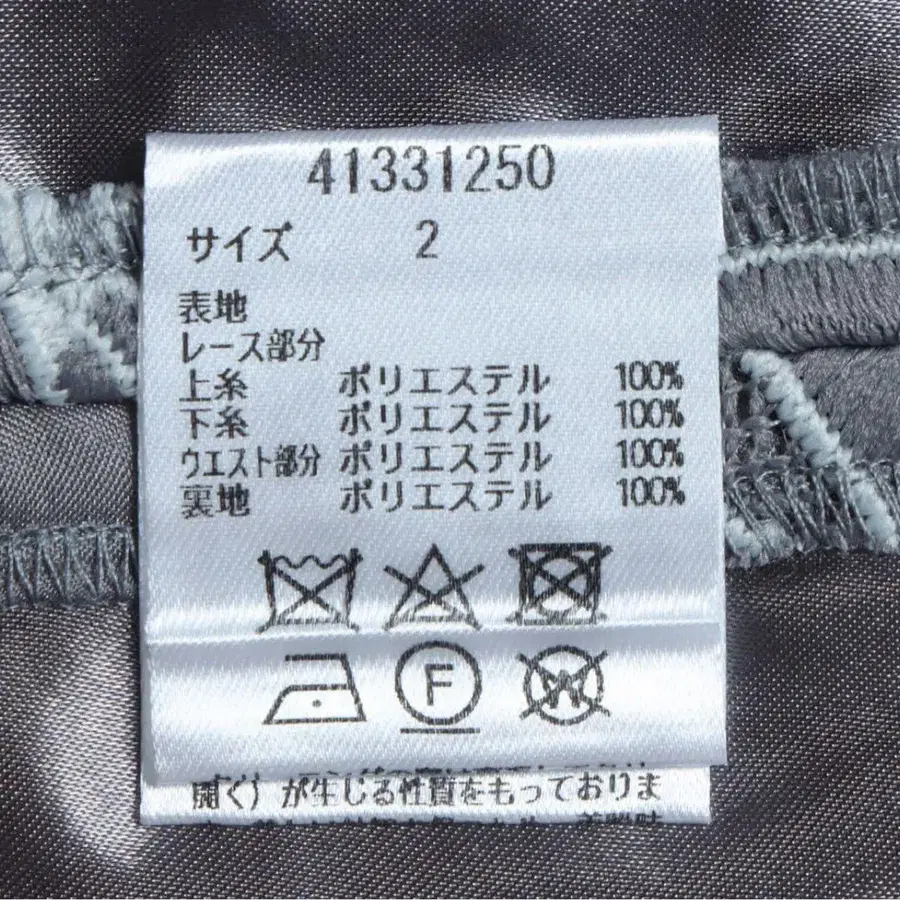 41331250
サイズ 2
表地
レース部分
上糸 ポリエステル 100%
下糸 ポリエステル 100%
ウエスト部分 ポリエステル 100%
裏地 ポリエステル 100%
F
W
開く）が生じる性質をもっておりま